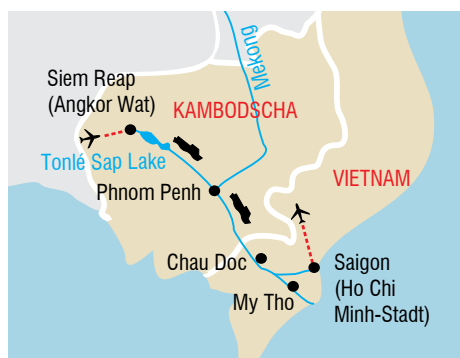 Siem Reap
(Angkor Wat)
Mekong
KAMBODSCHA
Tonlé Sap Lake
Phnom Penh
VIETNAM
Chau Doc
Saigon
(Ho Chi
Minh-Stadt)
My Tho